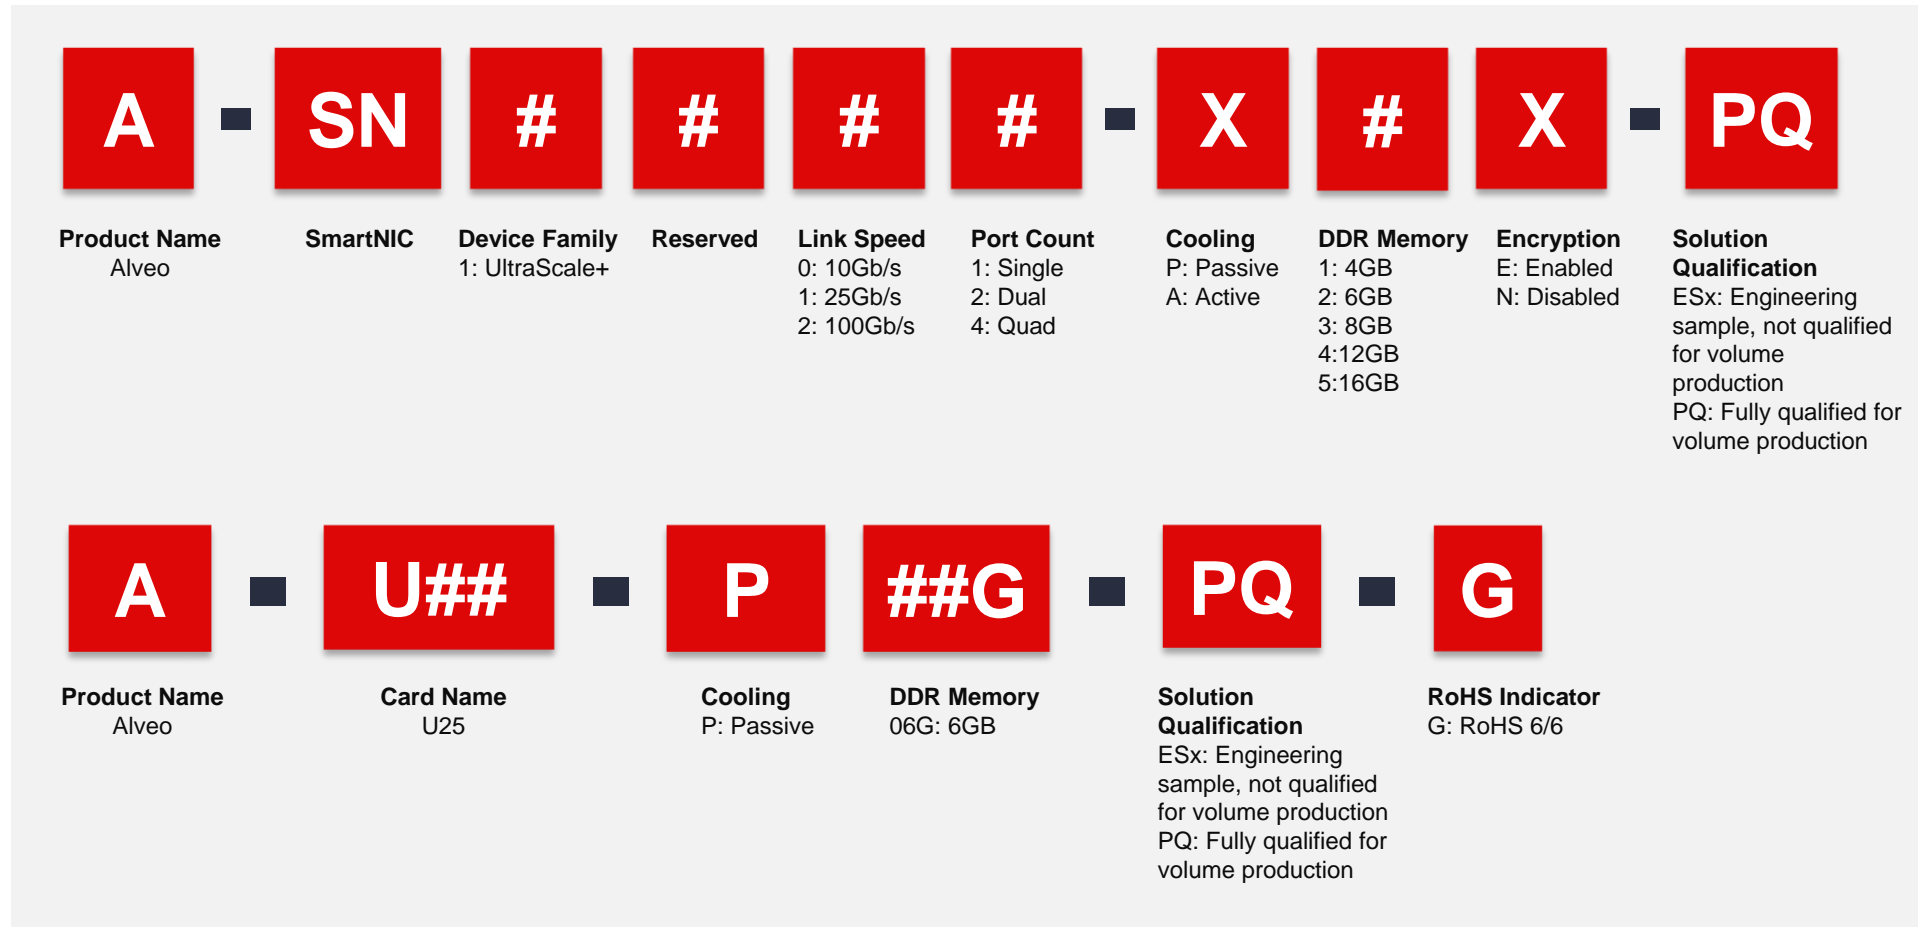 A SN # # # # X # X PQ
Product Name
Alveo
SmartNIC
Device Family
1: UltraScale+
Reserved
Link Speed
0: 10Gb/s
1: 25Gb/s
2: 100Gb/s
Port Count
1: Single
2: Dual
4: Quad
Cooling
P: Passive
A: Active
DDR Memory
1: 4GB
2: 6GB
3: 8GB
4:12GB
5:16GB
Encryption
E: Enabled
N: Disabled
Solution
Qualification
ESx: Engineering
sample, not qualified
for volume
production
PQ: Fully qualified for
volume production
A U## P ##G PQ G
Product Name
Alveo
Card Name
U25
Cooling
P: Passive
DDR Memory
06G: 6GB
Solution
Qualification
ESx: Engineering
sample, not qualified
for volume production
PQ: Fully qualified for
volume production
RoHS Indicator
G: RoHS 6/6